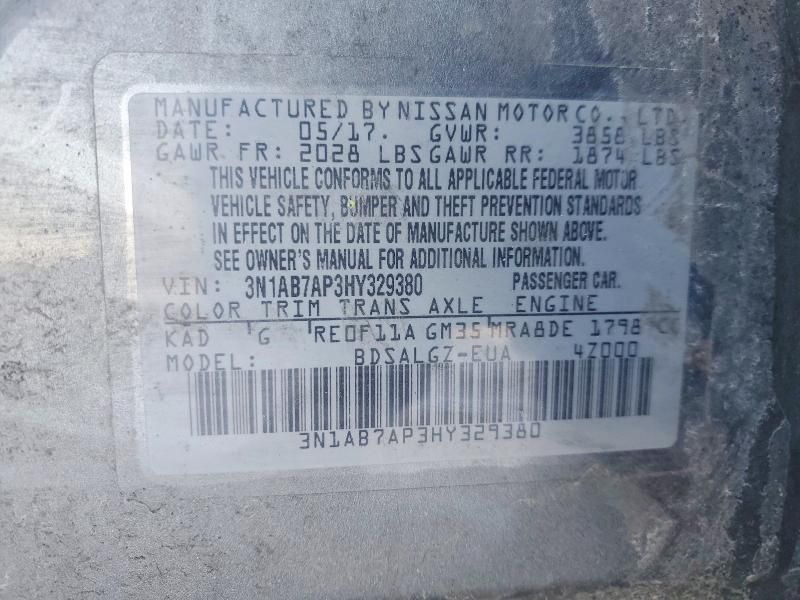 MANUFACTURED BY NISSAN MOTOR CO., LTD.
DATE: 05/17. GVWR: 3858 LBS
GAWR FR: 2028 LBS GAWR RR: 1874 LBS
THIS VEHICLE CONFORMS TO ALL APPLICABLE FEDERAL MOTOR
VEHICLE SAFETY, BUMPER AND THEFT PREVENTION STANDARDS
IN EFFECT ON THE DATE OF MANUFACTURE SHOWN ABOVE.
SEE OWNER'S MANUAL FOR ADDITIONAL INFORMATION.
VIN: 3N1AB7AP3HY329380 PASSENGER CAR.
COLOR TRIM TRANS AXLE ENGINE
KAD G RE0F11A GM35 MRA8DE 1798 CC
MODEL: BDSALGZ-EUA 4Z000
3N1AB7AP3HY329380